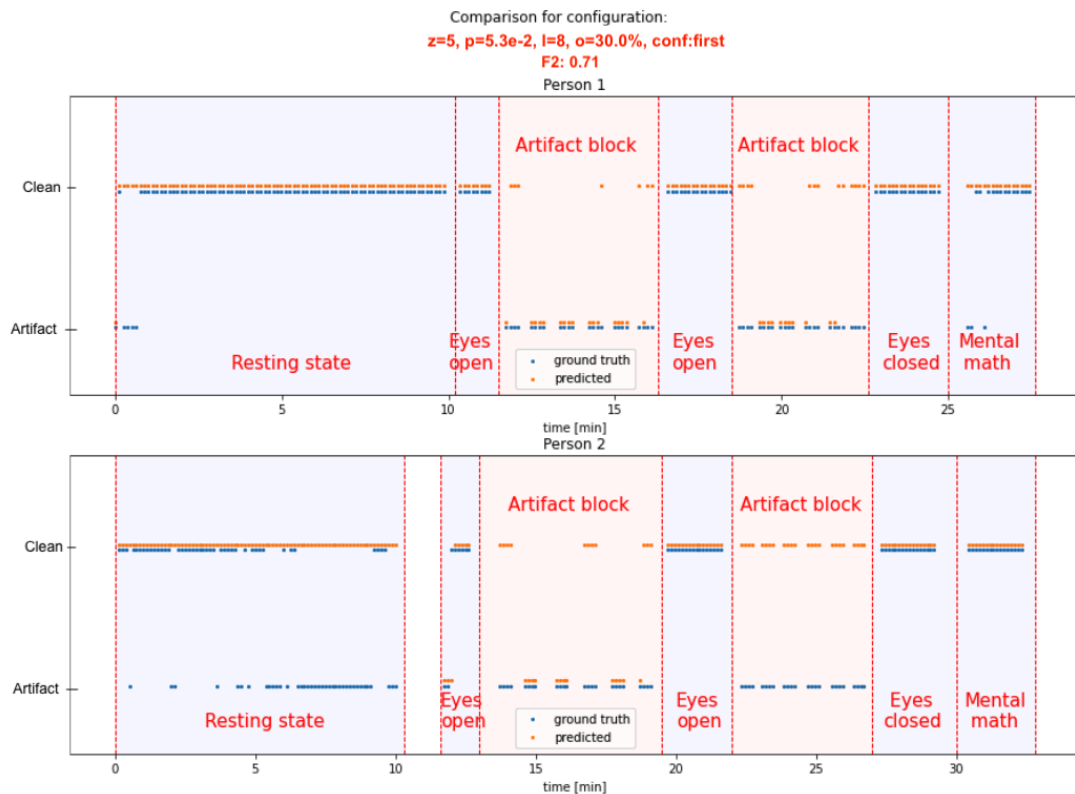 Comparison for configuration:
z=5, p=5.3e-2, l=8, o=30.0%, conf:first
F2: 0.71
Person 1
Artifact block
Artifact block
Clean
Artifact
Resting state
Eyes
open
Eyes
open
Eyes
closed
Mental
math
ground truth
predicted
0
5
10
15
20
25
time [min]
Person 2
Artifact block
Artifact block
Clean
Artifact
Resting state
Eyes
open
Eyes
open
Eyes
closed
Mental
math
ground truth
predicted
0
5
10
15
20
25
30
time [min]